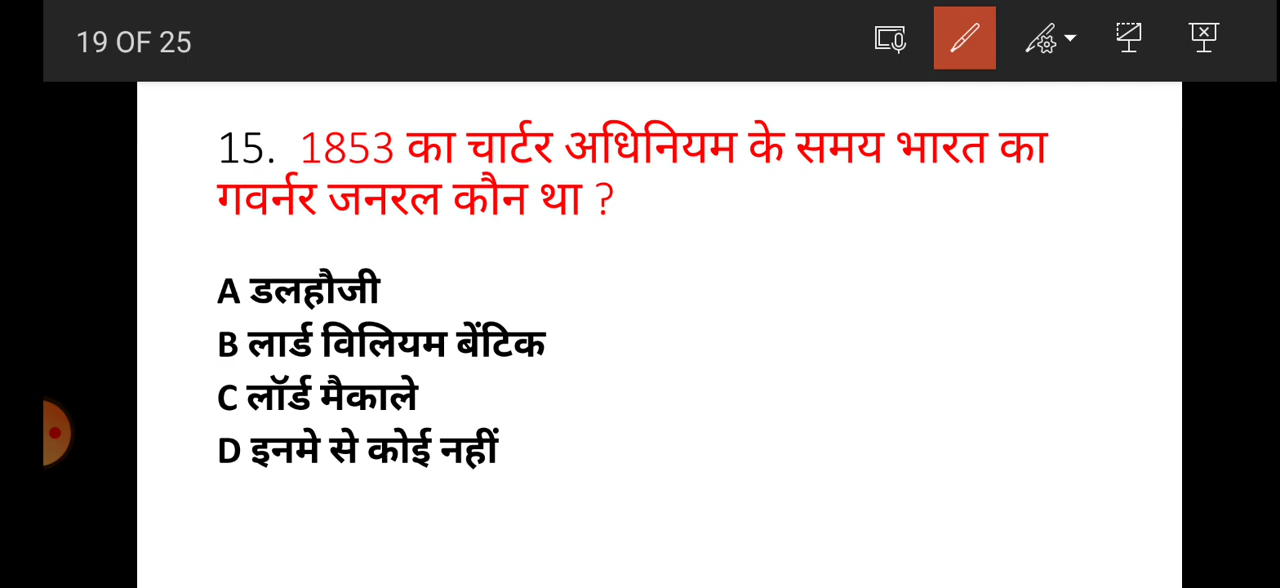 19 OF 25
15. 1853 का चार्टर अधिनियम के समय भारत का
गवर्नर जनरल कौन था ?
A डलहौजी
B लार्ड विलियम बेंटिक
C लॉर्ड मैकाले
D इनमे से कोई नहीं